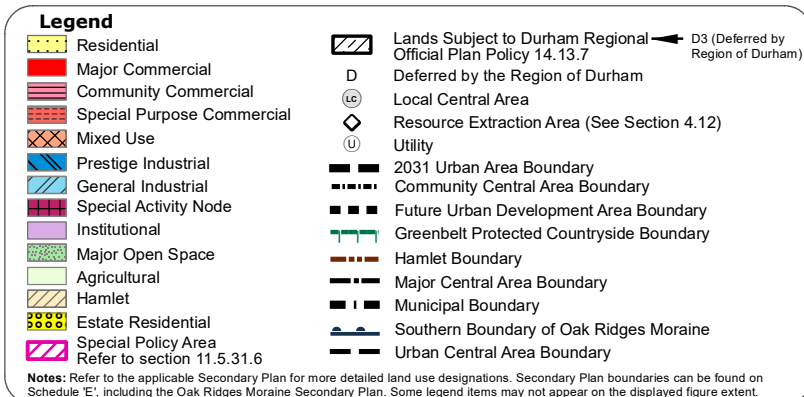 Legend
Residential
Major Commercial
Community Commercial
Special Purpose Commercial
Mixed Use
Prestige Industrial
General Industrial
Special Activity Node
Institutional
Major Open Space
Agricultural
Hamlet
Estate Residential
Special Policy Area
Refer to section 11.5.31.6
Lands Subject to Durham Regional
Official Plan Policy 14.13.7
D3 (Deferred by
Region of Durham)
D Deferred by the Region of Durham
LC Local Central Area
Resource Extraction Area (See Section 4.12)
U Utility
2031 Urban Area Boundary
Community Central Area Boundary
Future Urban Development Area Boundary
Greenbelt Protected Countryside Boundary
Hamlet Boundary
Major Central Area Boundary
Municipal Boundary
Southern Boundary of Oak Ridges Moraine
Urban Central Area Boundary
Notes: Refer to the applicable Secondary Plan for more detailed land use designations. Secondary Plan boundaries can be found on
Schedule 'E', including the Oak Ridges Moraine Secondary Plan. Some legend items may not appear on the displayed figure extent.